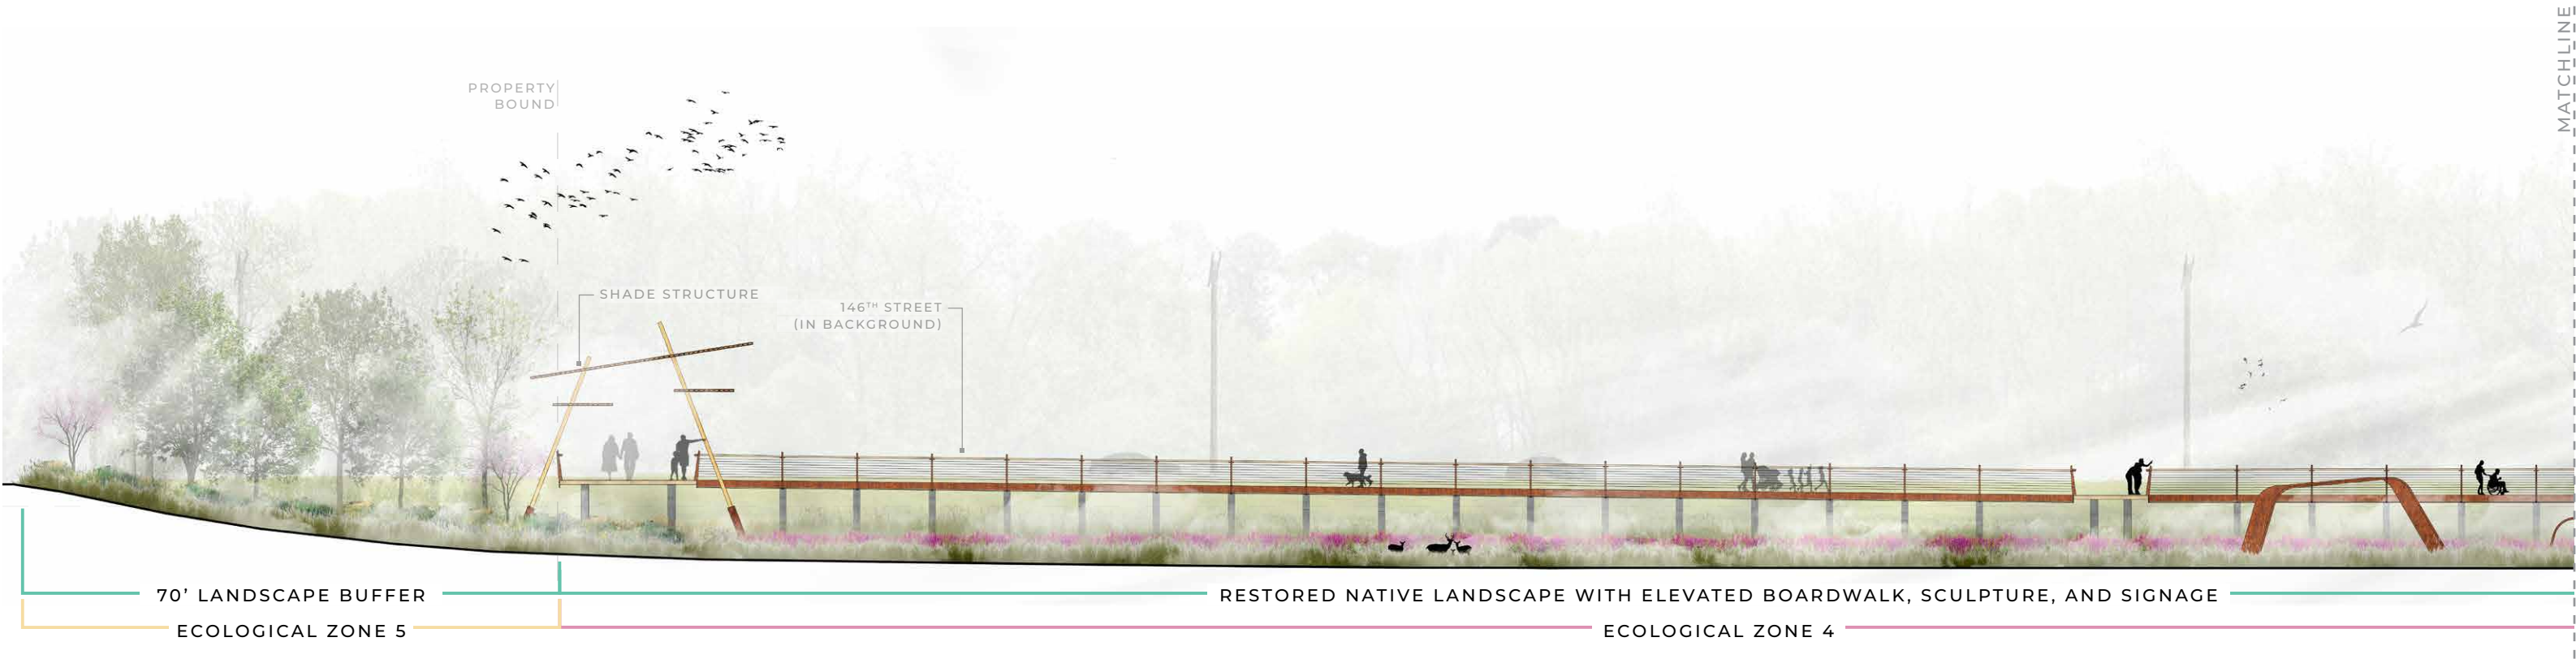 MATCHLINE
PROPERTY
BOUND
SHADE STRUCTURE
146TH STREET
(IN BACKGROUND)
70’ LANDSCAPE BUFFER
RESTORED NATIVE LANDSCAPE WITH ELEVATED BOARDWALK, SCULPTURE, AND SIGNAGE
ECOLOGICAL ZONE 5
ECOLOGICAL ZONE 4